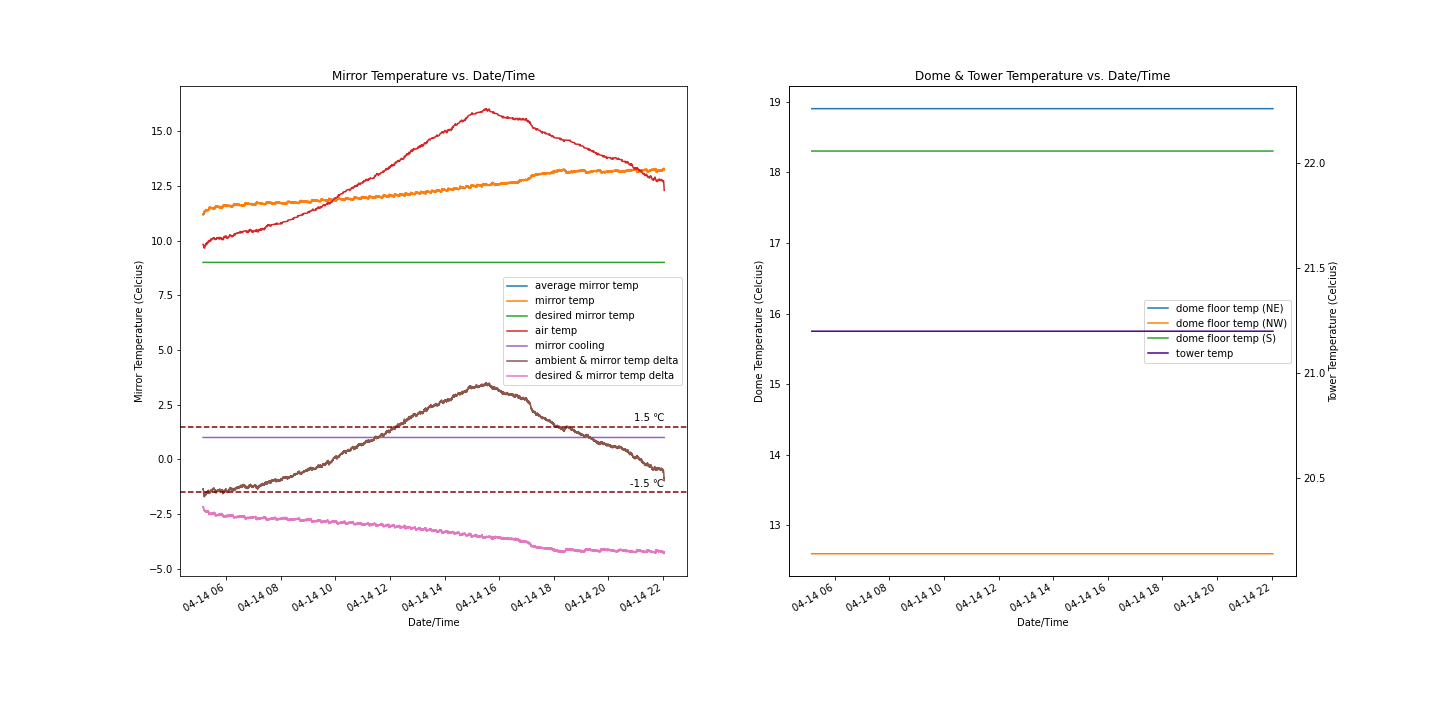 Mirror Temperature vs. Date/Time
Mirror Temperature (Celcius)
15.0
12.5
10.0
7.5
5.0
2.5
0.0
−2.5
−5.0
average mirror temp
mirror temp
desired mirror temp
air temp
mirror cooling
ambient & mirror temp delta
desired & mirror temp delta
1.5 °C
-1.5 °C
04-14 06
04-14 08
04-14 10
04-14 12
04-14 14
04-14 16
04-14 18
04-14 20
04-14 22
Date/Time
Dome & Tower Temperature vs. Date/Time
Dome Temperature (Celcius)
19
18
17
16
15
14
13
dome floor temp (NE)
dome floor temp (NW)
dome floor temp (S)
tower temp
22.0
21.5
21.0
20.5
Tower Temperature (Celcius)
04-14 06
04-14 08
04-14 10
04-14 12
04-14 14
04-14 16
04-14 18
04-14 20
04-14 22
Date/Time